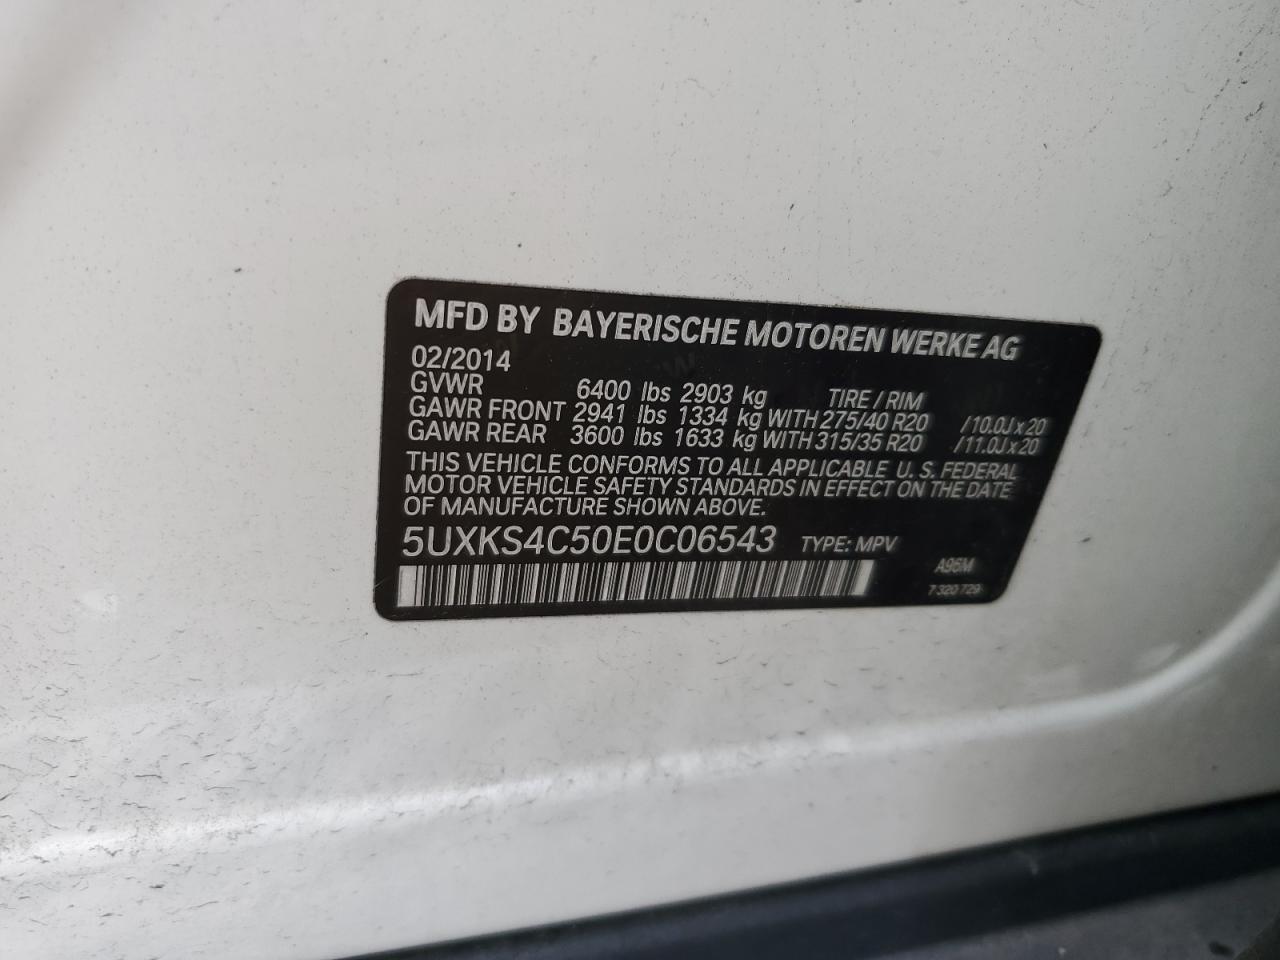 MFD BY BAYERISCHE MOTOREN WERKE AG
02/2014
GVWR 6400 lbs 2903 kg TIRE / RIM
GAWR FRONT 2941 lbs 1334 kg WITH 275/40 R20 /10.0J x 20
GAWR REAR 3600 lbs 1633 kg WITH 315/35 R20 /11.0J x 20
THIS VEHICLE CONFORMS TO ALL APPLICABLE U. S. FEDERAL
MOTOR VEHICLE SAFETY STANDARDS IN EFFECT ON THE DATE
OF MANUFACTURE SHOWN ABOVE.
5UXKS4C50E0C06543 TYPE: MPV
A96M
7 320 729